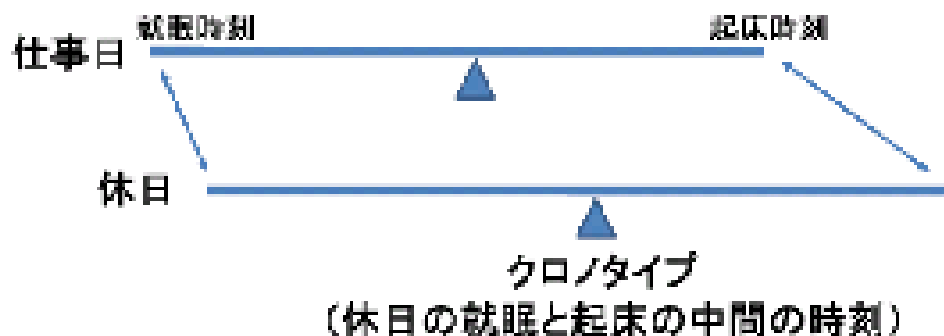 就眠時刻
起床時刻
仕事日
休日
クロノタイプ
（休日の就眠と起床の中間の時刻）